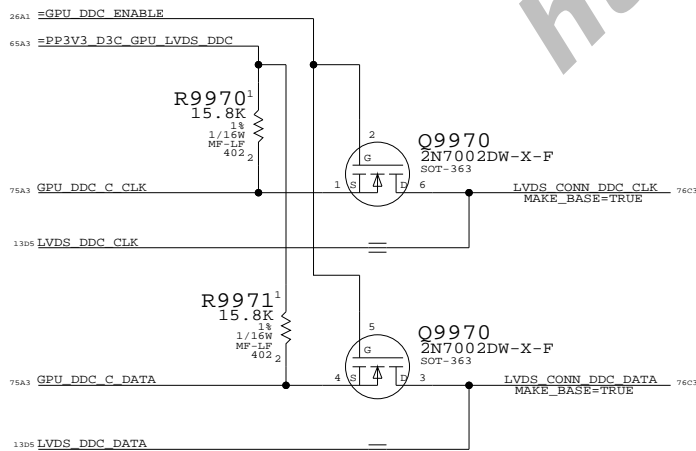 26A1 =GPU_DDC_ENABLE
65A3 =PP3V3_D3C_GPU_LVDS_DDC
R9970 1
15.8K
1%
1/16W
MF-LF
402 2
2
G
Q9970
2N7002DW-X-F
SOT-363
75A3 GPU_DDC_C_CLK 1 S D 6 LVDS_CONN_DDC_CLK 76C3
MAKE_BASE=TRUE
13D5 LVDS_DDC_CLK
R9971 1
15.8K
1%
1/16W
MF-LF
402 2
5
G
Q9970
2N7002DW-X-F
SOT-363
75A3 GPU_DDC_C_DATA 4 S D 3 LVDS_CONN_DDC_DATA 76C3
MAKE_BASE=TRUE
13D5 LVDS_DDC_DATA